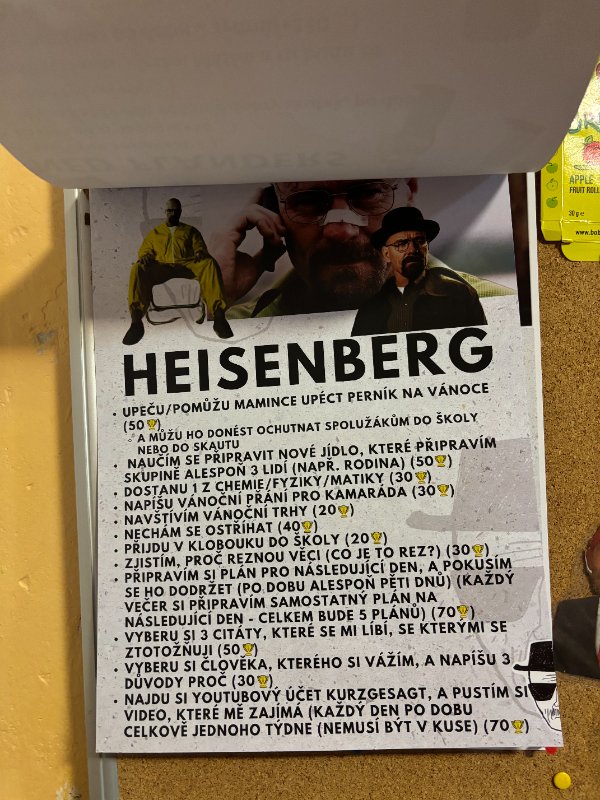 HEISENBERG
• UPEČU/POMŮŽU MAMINCE UPÉCT PERNÍK NA VÁNOCE
(50🏆)
◦ A MŮŽU HO DONÉST OCHUTNAT SPOLUŽÁKŮM DO ŠKOLY
NEBO DO SKAUTU
• NAUČÍM SE PŘIPRAVIT NOVÉ JÍDLO, KTERÉ PŘIPRAVÍM
SKUPINĚ ALESPOŇ 3 LIDÍ (NAPŘ. RODINA) (50🏆)
• DOSTANU 1 Z CHEMIE/FYZIKY/MATIKY (30🏆)
• NAPÍŠU VÁNOČNÍ PŘÁNÍ PRO KAMARÁDA (30🏆)
• NAVŠTÍVÍM VÁNOČNÍ TRHY (20🏆)
• NECHÁM SE OSTŘÍHAT (40🏆)
• PŘIJDU V KLOBOUKU DO ŠKOLY (20🏆)
• ZJISTÍM, PROČ REZNOU VĚCI (CO JE TO REZ?) (30🏆)
• PŘIPRAVÍM SI PLÁN PRO NÁSLEDUJÍCÍ DEN, A POKUSÍM
SE HO DODRŽET (PO DOBU ALESPOŇ PĚTI DNŮ) (KAŽDÝ
VEČER SI PŘIPRAVÍM SAMOSTATNÝ PLÁN NA
NÁSLEDUJÍCÍ DEN - CELKEM BUDE 5 PLÁNŮ) (70🏆)
• VYBERU SI 3 CITÁTY, KTERÉ SE MI LÍBÍ, SE KTERÝMI SE
ZTOTOŽŇUJI (50🏆)
• VYBERU SI ČLOVĚKA, KTERÉHO SI VÁŽÍM, A NAPÍŠU 3
DŮVODY PROČ (30🏆)
• NAJDU SI YOUTUBOVÝ ÚČET KURZGESAGT, A PUSTÍM SI
VIDEO, KTERÉ MĚ ZAJÍMÁ (KAŽDÝ DEN PO DOBU
CELKOVĚ JEDNOHO TÝDNE (NEMUSÍ BÝT V KUSE) (70🏆)
APPLE
FRUIT ROLL
30 g e
www.bob